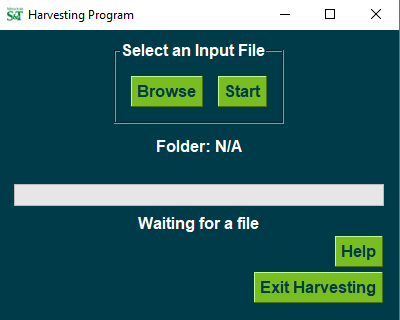 S&T
Harvesting Program
Select an Input File
Browse Start
Folder: N/A
Waiting for a file
Help
Exit Harvesting